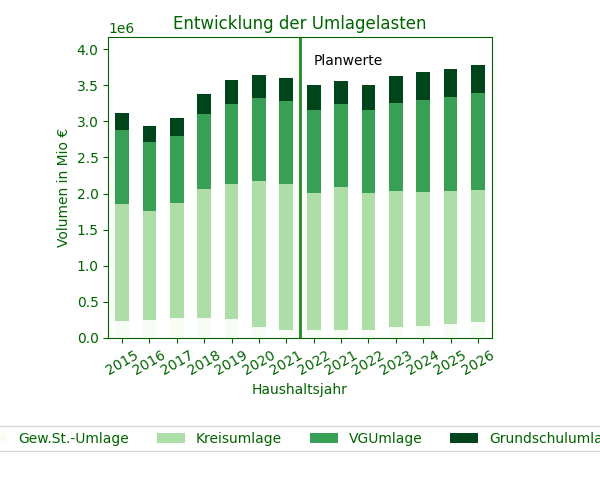 Entwicklung der Umlagelasten
1e6
4.0
3.5
3.0
2.5
2.0
1.5
1.0
0.5
0.0
Volumen in Mio €
Planwerte
2015 2016 2017 2018 2019 2020 2021 2022 2021 2022 2023 2024 2025 2026
Haushaltsjahr
Gew.St.-Umlage Kreisumlage VGUmlage Grundschulumla